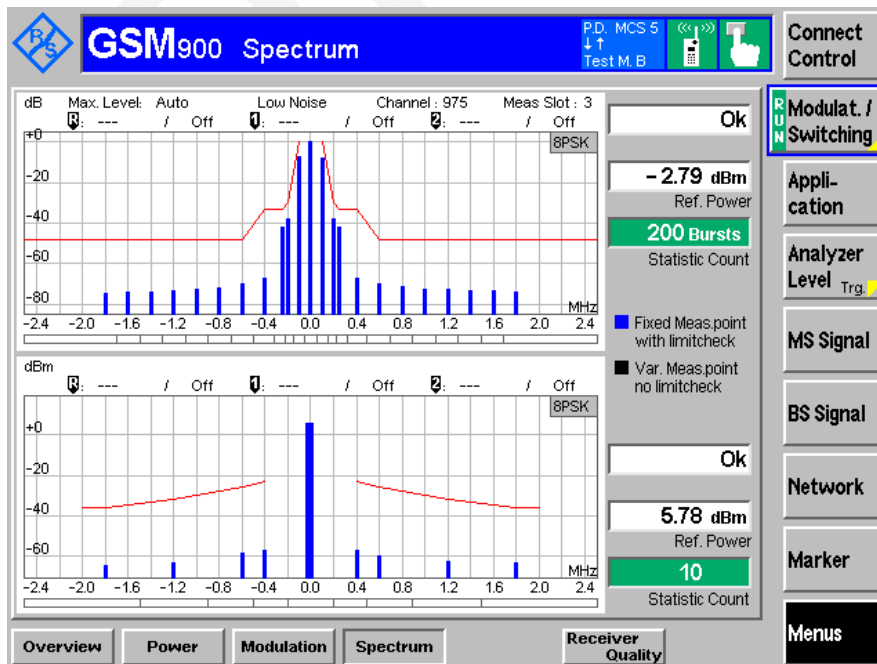 R&S
GSM900 Spectrum
P.D. MCS 5
↓↑
Test M. B
Connect
Control
dB Max. Level: Auto Low Noise Channel : 975 Meas Slot : 3
R: --- / Off 1: --- / Off 2: --- / Off
8PSK
+0
-20
-40
-60
-80
MHz
-2.4 -2.0 -1.6 -1.2 -0.8 -0.4 0.0 0.4 0.8 1.2 1.6 2.0 2.4
Ok
-2.79 dBm
Ref. Power
200 Bursts
Statistic Count
Fixed Meas.point
with limitcheck
Var. Meas.point
no limitcheck
dBm
R: --- / Off 1: --- / Off 2: --- / Off
8PSK
+0
-20
-40
-60
MHz
-2.4 -2.0 -1.6 -1.2 -0.8 -0.4 0.0 0.4 0.8 1.2 1.6 2.0 2.4
Ok
5.78 dBm
Ref. Power
10
Statistic Count
RUN
Modulat. /
Switching
Appli-
cation
Analyzer
Level Trg.
MS Signal
BS Signal
Network
Marker
Menus
Overview
Power
Modulation
Spectrum
Receiver
Quality